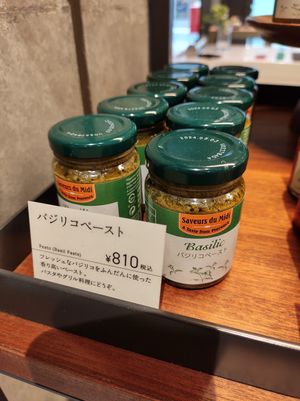 バジリコペースト
Pesto (Basil Paste)
¥810税込
フレッシュなバジリコをふんだんに使った
香り高いペースト。
パスタやグリル料理にどうぞ。
Saveurs du Midi
Saveurs du Midi
A Taste from Provence
Basilic
バジリコペースト